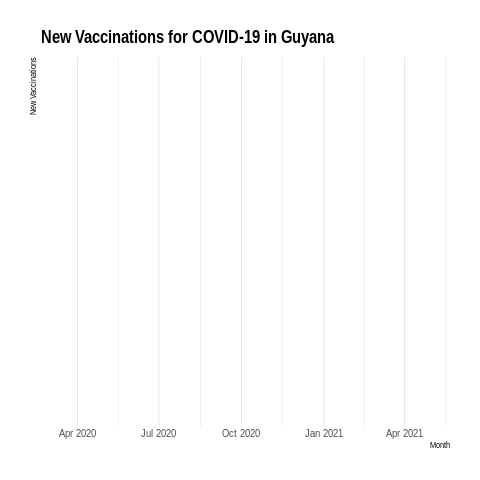 New Vaccinations for COVID-19 in Guyana
New Vaccinations
Apr 2020 Jul 2020 Oct 2020 Jan 2021 Apr 2021
Month